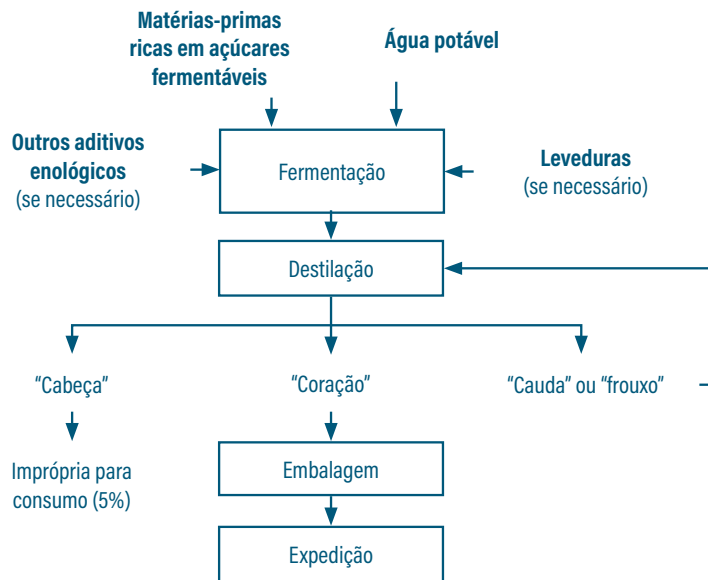 Matérias-primas
ricas em açúcares
fermentáveis
Água potável
Outros aditivos
enológicos
(se necessário)
Fermentação
Leveduras
(se necessário)
Destilação
“Cabeça”
“Coração”
“Cauda” ou “frouxo”
Imprópria para
consumo (5%)
Embalagem
Expedição